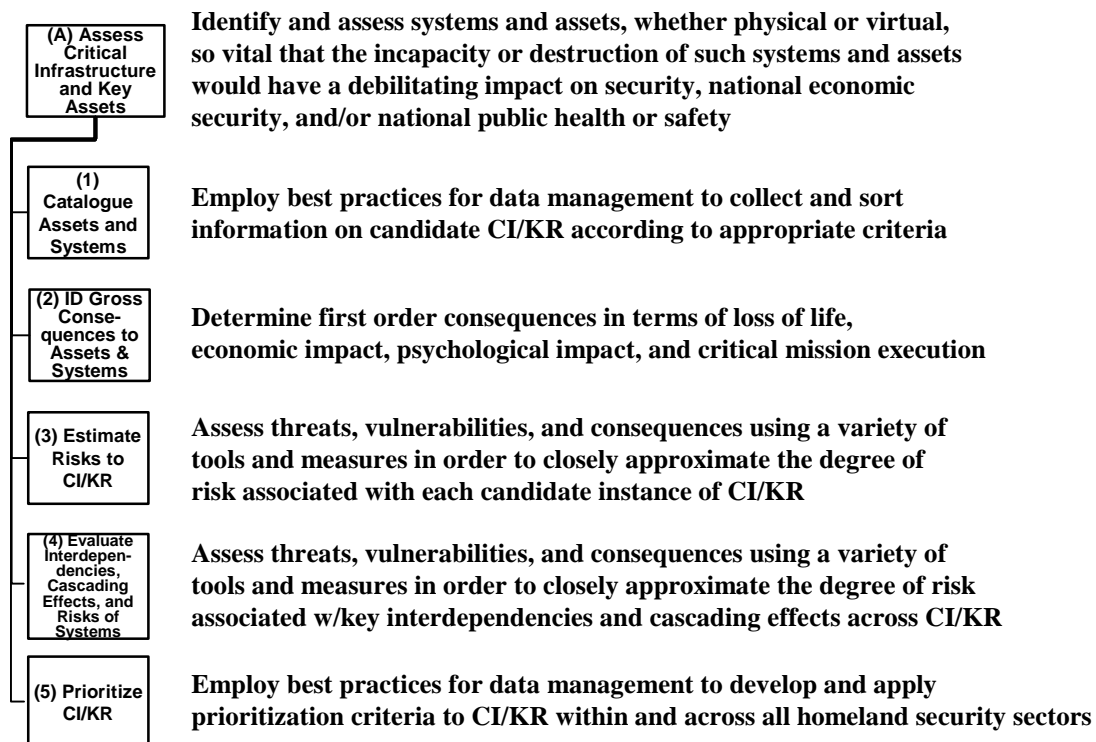 (A) Assess
Critical
Infrastructure
and Key
Assets
Identify and assess systems and assets, whether physical or virtual,
so vital that the incapacity or destruction of such systems and assets
would have a debilitating impact on security, national economic
security, and/or national public health or safety
(1)
Catalogue
Assets and
Systems
Employ best practices for data management to collect and sort
information on candidate CI/KR according to appropriate criteria
(2) ID Gross
Conse-
quences to
Assets &
Systems
Determine first order consequences in terms of loss of life,
economic impact, psychological impact, and critical mission execution
(3) Estimate
Risks to
CI/KR
Assess threats, vulnerabilities, and consequences using a variety of
tools and measures in order to closely approximate the degree of
risk associated with each candidate instance of CI/KR
(4) Evaluate
Interdepen-
dencies,
Cascading
Effects, and
Risks of
Systems
Assess threats, vulnerabilities, and consequences using a variety of
tools and measures in order to closely approximate the degree of risk
associated w/key interdependencies and cascading effects across CI/KR
(5) Prioritize
CI/KR
Employ best practices for data management to develop and apply
prioritization criteria to CI/KR within and across all homeland security sectors